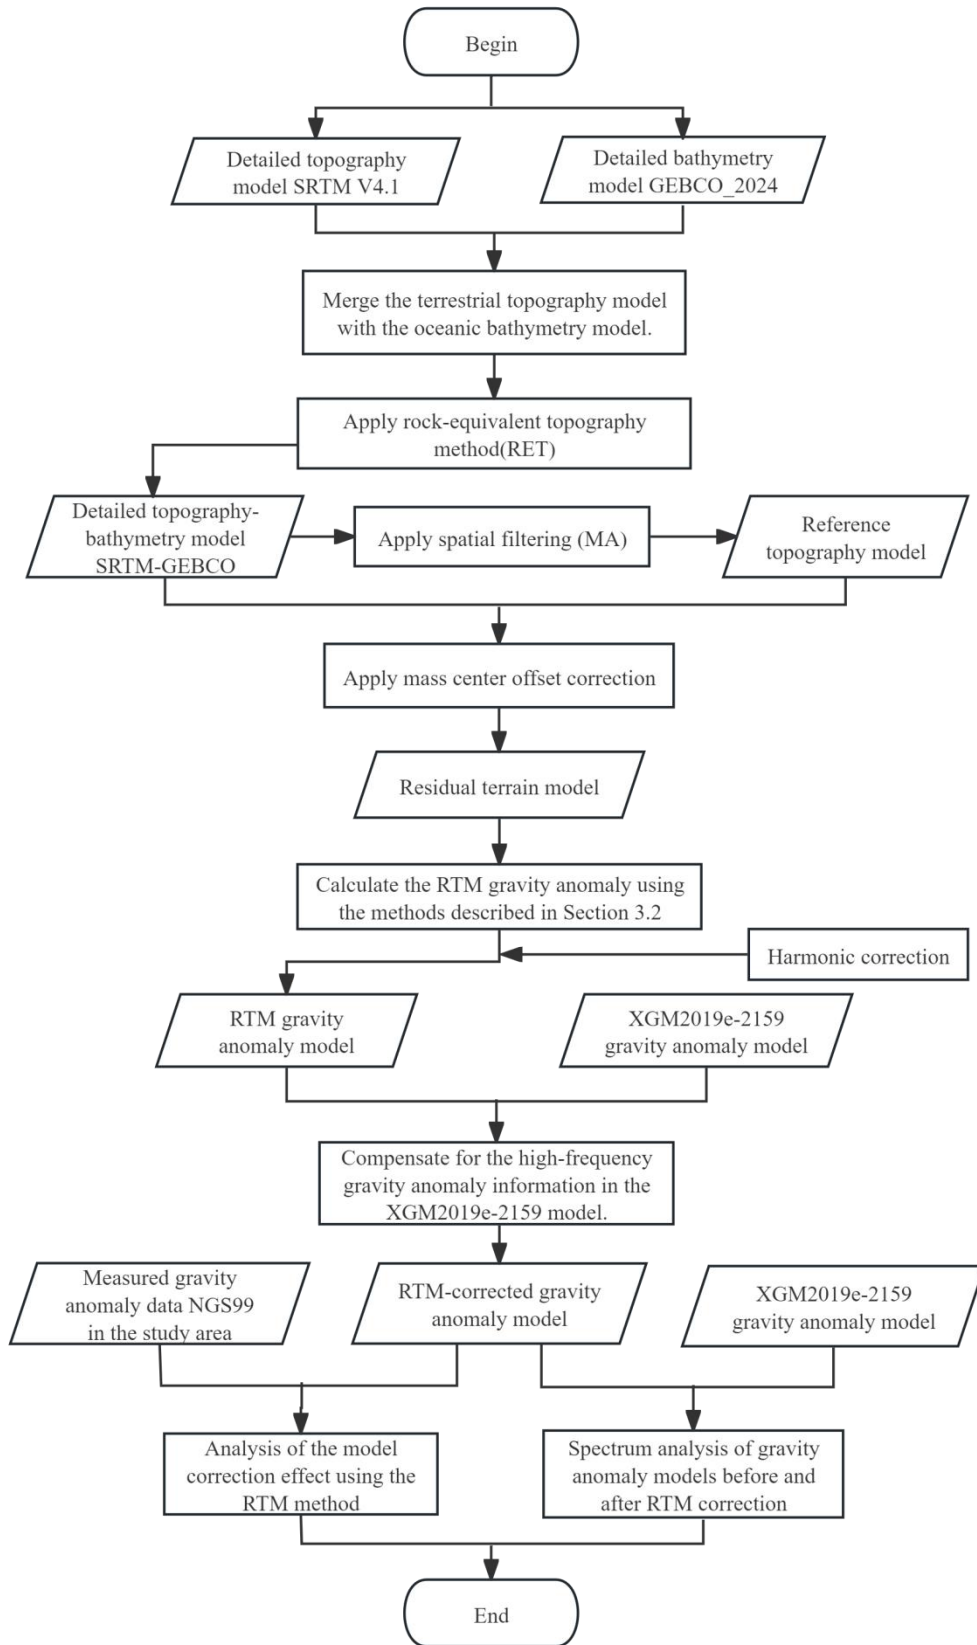 Begin
Detailed topography
model SRTM V4.1
Detailed bathymetry
model GEBCO_2024
Merge the terrestrial topography model
with the oceanic bathymetry model.
Apply rock-equivalent topography
method(RET)
Detailed topography-
bathymetry model
SRTM-GEBCO
Apply spatial filtering (MA)
Reference
topography model
Apply mass center offset correction
Residual terrain model
Calculate the RTM gravity anomaly using
the methods described in Section 3.2
Harmonic correction
RTM gravity
anomaly model
XGM2019e-2159
gravity anomaly model
Compensate for the high-frequency
gravity anomaly information in the
XGM2019e-2159 model.
Measured gravity
anomaly data NGS99
in the study area
RTM-corrected gravity
anomaly model
XGM2019e-2159
gravity anomaly model
Analysis of the model
correction effect using the
RTM method
Spectrum analysis of gravity
anomaly models before and
after RTM correction
End